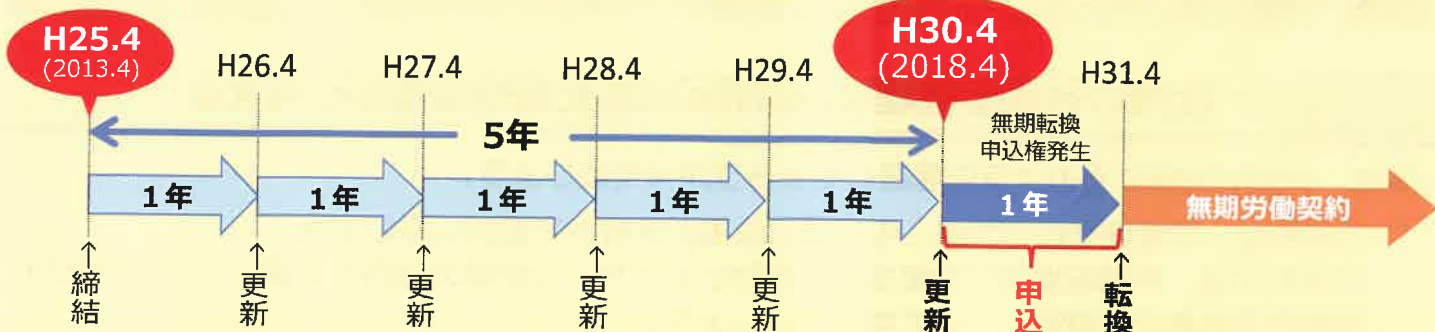 H25.4
(2013.4)
H26.4
H27.4
H28.4
H29.4
H30.4
(2018.4)
H31.4
5年
無期転換
申込権発生
1年
1年
1年
1年
1年
1年
無期労働契約
↑締結
↑更新
↑更新
↑更新
↑更新
↑更新
申込
↑転換